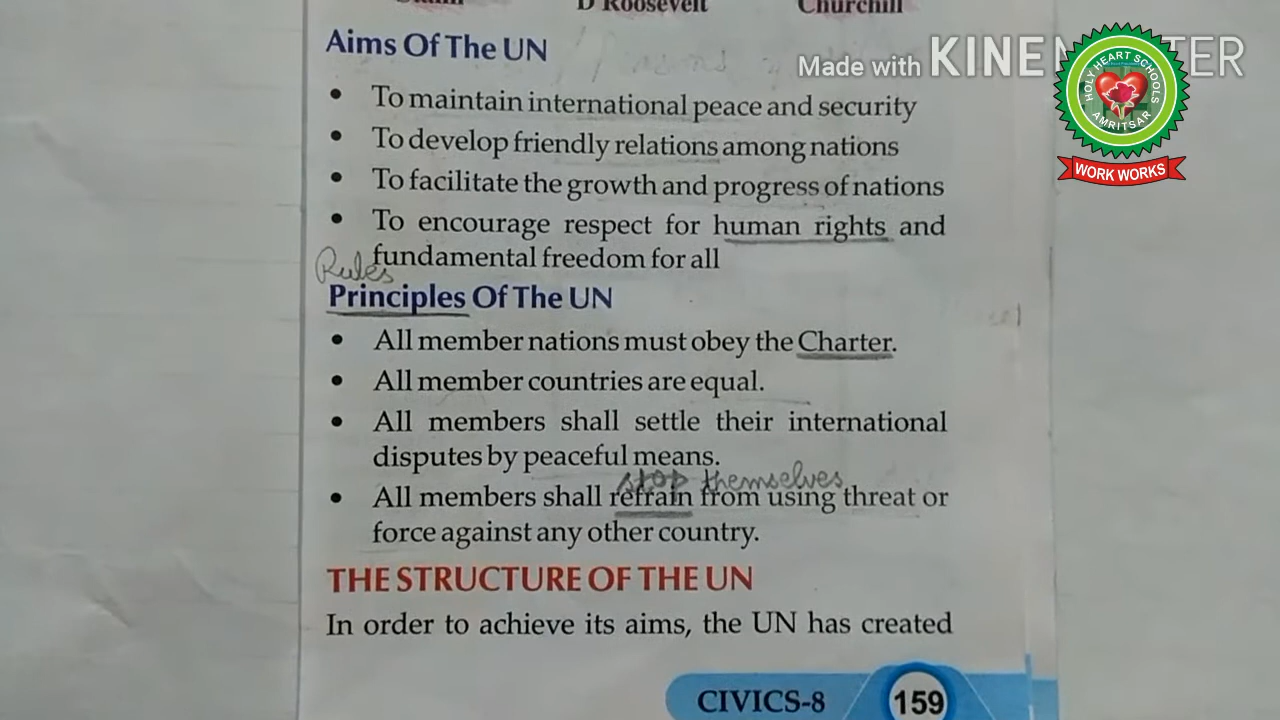 D Roosevelt Churchill
Aims Of The UN
Made with KINEMASTER
HOLY HEART SCHOOLS
AMRITSAR
WORK WORKS
• To maintain international peace and security
• To develop friendly relations among nations
• To facilitate the growth and progress of nations
• To encourage respect for human rights and
fundamental freedom for all
Rules
Principles Of The UN
• All member nations must obey the Charter.
• All member countries are equal.
• All members shall settle their international
disputes by peaceful means.
stop themselves
• All members shall refrain from using threat or
force against any other country.
THE STRUCTURE OF THE UN
In order to achieve its aims, the UN has created
CIVICS-8 159